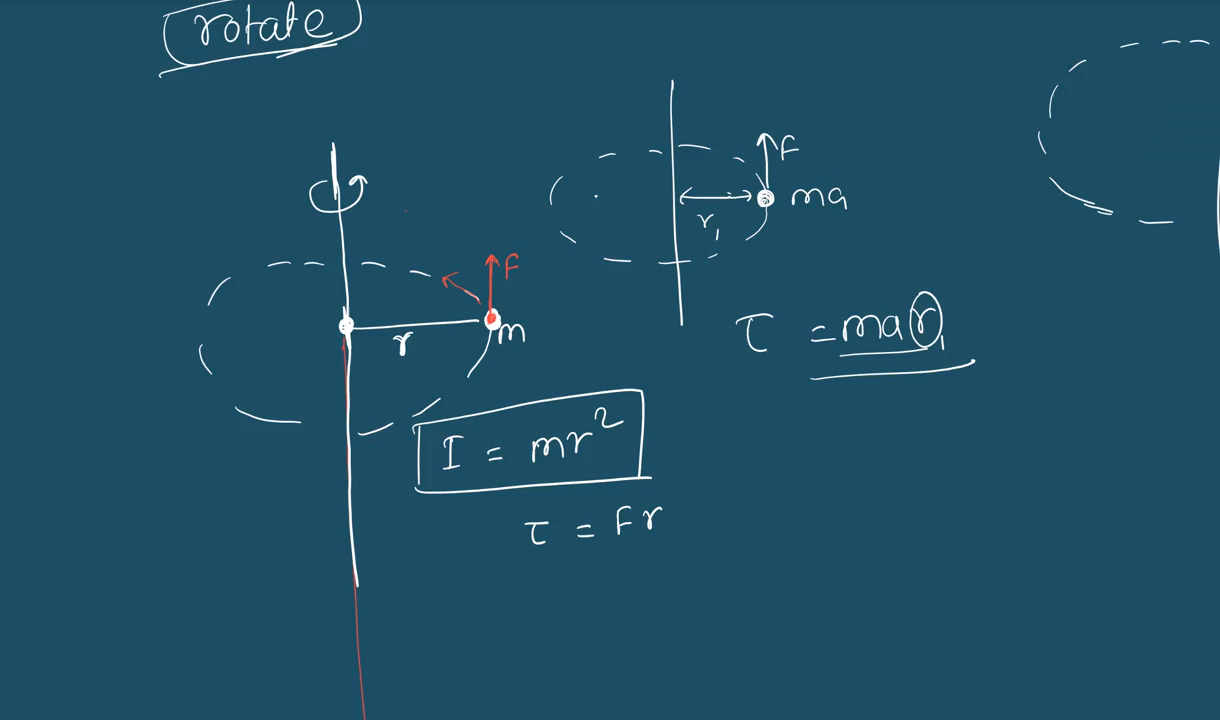 rotate
F
ma
r₁
F
m
r
τ = mar₁
I = mr²
τ = Fr